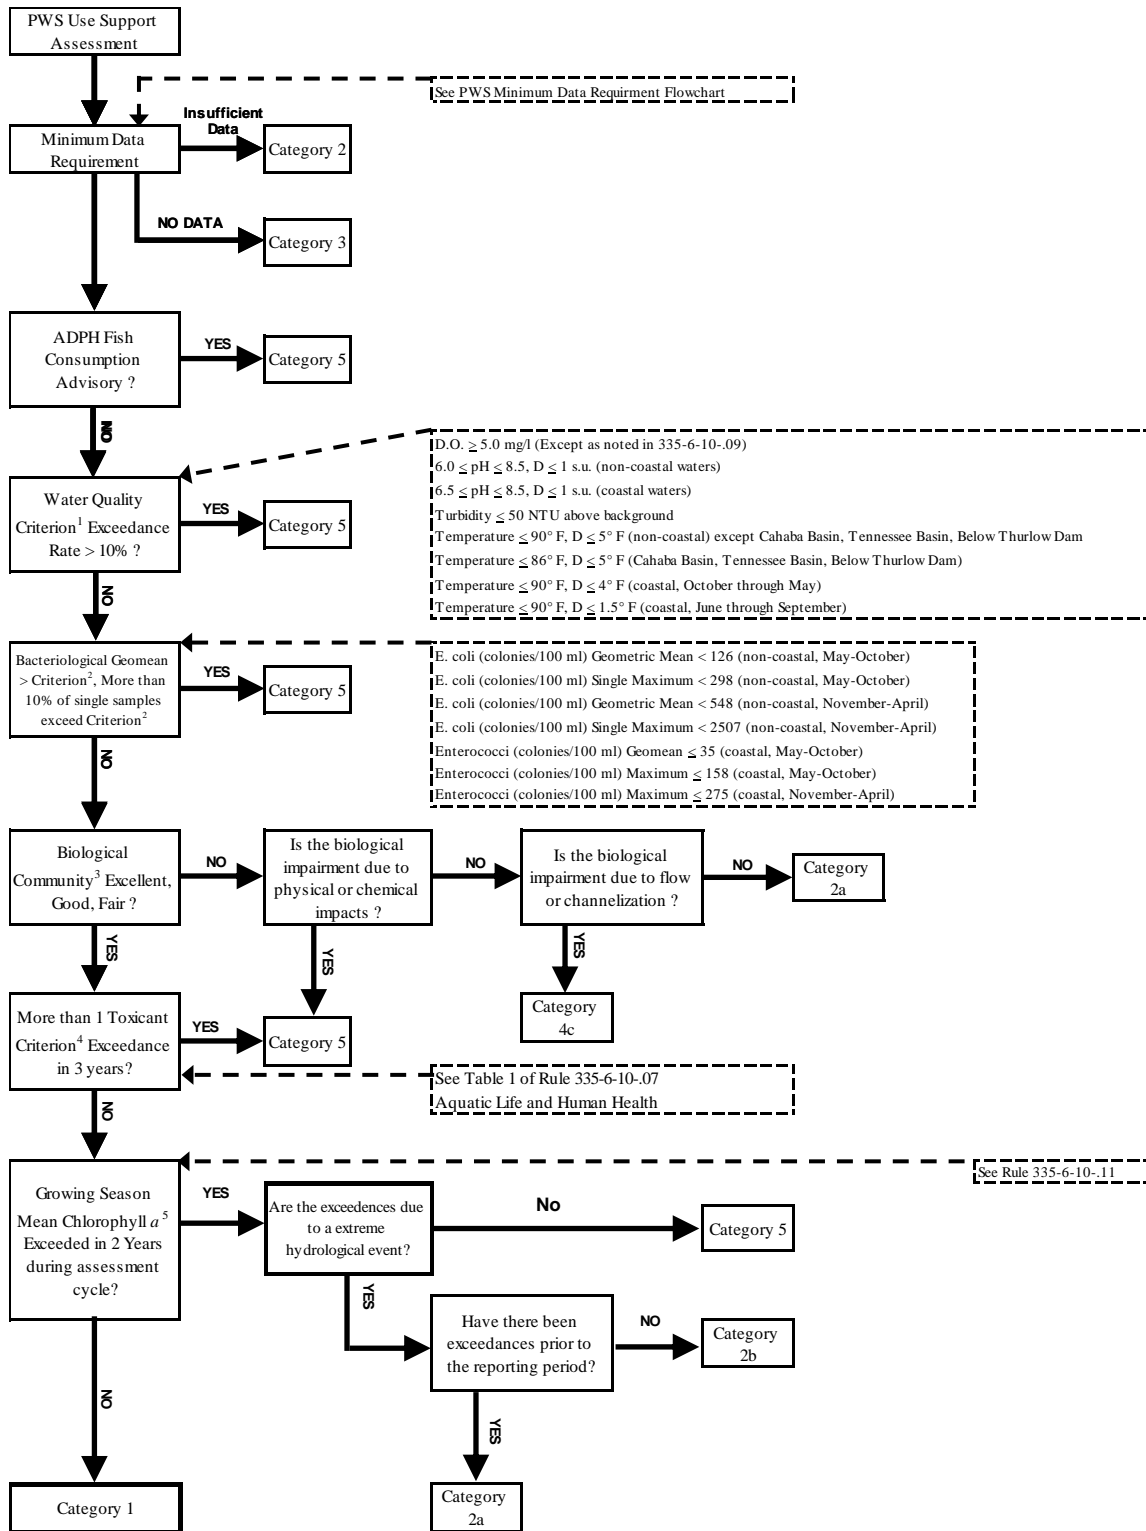 PWS Use Support
Assessment
See PWS Minimum Data Requirment Flowchart
Insufficient
Data
Minimum Data
Requirement
Category 2
NO DATA
Category 3
ADPH Fish
Consumption
Advisory ?
YES
Category 5
NO
D.O. ≥ 5.0 mg/l (Except as noted in 335-6-10-.09)
6.0 ≤ pH ≤ 8.5, D ≤ 1 s.u. (non-coastal waters)
6.5 ≤ pH ≤ 8.5, D ≤ 1 s.u. (coastal waters)
Turbidity ≤ 50 NTU above background
Temperature ≤ 90° F, D ≤ 5° F (non-coastal) except Cahaba Basin, Tennessee Basin, Below Thurlow Dam
Temperature ≤ 86° F, D ≤ 5° F (Cahaba Basin, Tennessee Basin, Below Thurlow Dam)
Temperature ≤ 90° F, D ≤ 4° F (coastal, October through May)
Temperature ≤ 90° F, D ≤ 1.5° F (coastal, June through September)
Water Quality
Criterion¹ Exceedance
Rate > 10% ?
YES
Category 5
NO
Bacteriological Geomean
> Criterion², More than
10% of single samples
exceed Criterion²
YES
Category 5
E. coli (colonies/100 ml) Geometric Mean < 126 (non-coastal, May-October)
E. coli (colonies/100 ml) Single Maximum < 298 (non-coastal, May-October)
E. coli (colonies/100 ml) Geometric Mean < 548 (non-coastal, November-April)
E. coli (colonies/100 ml) Single Maximum < 2507 (non-coastal, November-April)
Enterococci (colonies/100 ml) Geomean ≤ 35 (coastal, May-October)
Enterococci (colonies/100 ml) Maximum ≤ 158 (coastal, May-October)
Enterococci (colonies/100 ml) Maximum ≤ 275 (coastal, November-April)
NO
Biological
Community³ Excellent,
Good, Fair ?
NO
Is the biological
impairment due to
physical or chemical
impacts ?
NO
Is the biological
impairment due to flow
or channelization ?
NO
Category
2a
YES
YES
YES
More than 1 Toxicant
Criterion⁴ Exceedance
in 3 years?
YES
Category 5
Category
4c
See Table 1 of Rule 335-6-10-.07
Aquatic Life and Human Health
NO
See Rule 335-6-10-.11
Growing Season
Mean Chlorophyll a⁵
Exceeded in 2 Years
during assessment
cycle?
YES
Are the exceedences due
to a extreme
hydrological event?
No
Category 5
YES
Have there been
exceedances prior to
the reporting period?
NO
Category
2b
NO
YES
Category 1
Category
2a